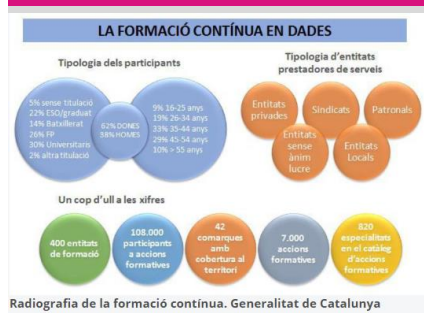 LA FORMACIÓ CONTÍNUA EN DADES
Tipologia dels participants
5% sense titulació
22% ESO/graduat
14% Batxillerat
26% FP
30% Universitaris
2% altra titulació
62% DONES
38% HOMES
9% 16-25 anys
19% 26-34 anys
33% 35-44 anys
29% 45-54 anys
10% > 55 anys
Tipologia d'entitats
prestadores de serveis
Entitats
privades
Sindicats
Patronals
Entitats
sense
ànim
lucre
Entitats
Locals
Un cop d'ull a les xifres
400 entitats
de formació
108.000
participants
a accions
formatives
42
comarques
amb
cobertura al
territori
7.000
accions
formatives
820
especialitats
en el catàleg
d'accions
formatives
Radiografia de la formació contínua. Generalitat de Catalunya